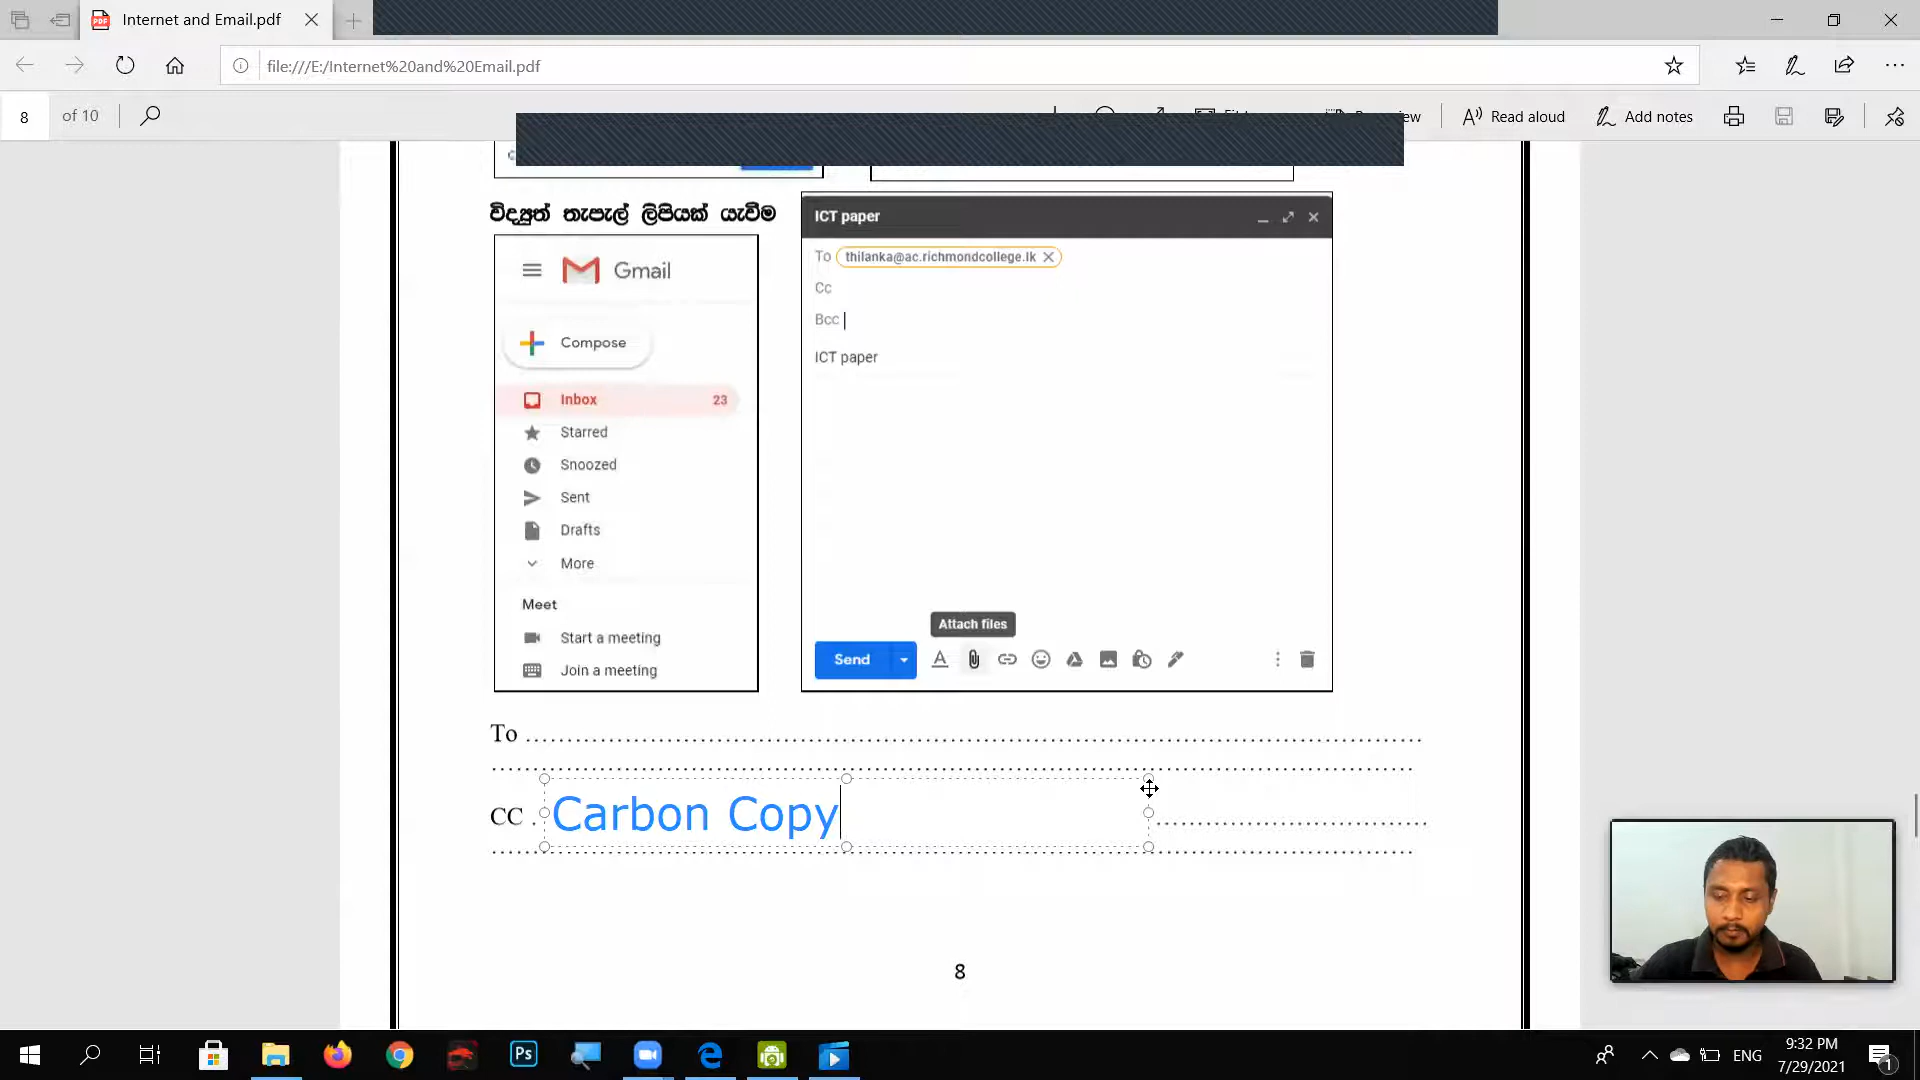 Internet and Email.pdf
file:///E:/Internet%20and%20Email.pdf
8 of 10
Read aloud
Add notes
විද්‍යුත් තැපැල් ලිපියක් යැවීම
Gmail
Compose
Inbox 23
Starred
Snoozed
Sent
Drafts
More
Meet
Start a meeting
Join a meeting
ICT paper
To thilanka@ac.richmondcollege.lk
Cc
Bcc
ICT paper
Attach files
Send
To ........................................................................................................
........................................................................................................
CC . Carbon Copy ................................
........................................................................................................
8
Ps
ENG
9:32 PM
7/29/2021
1